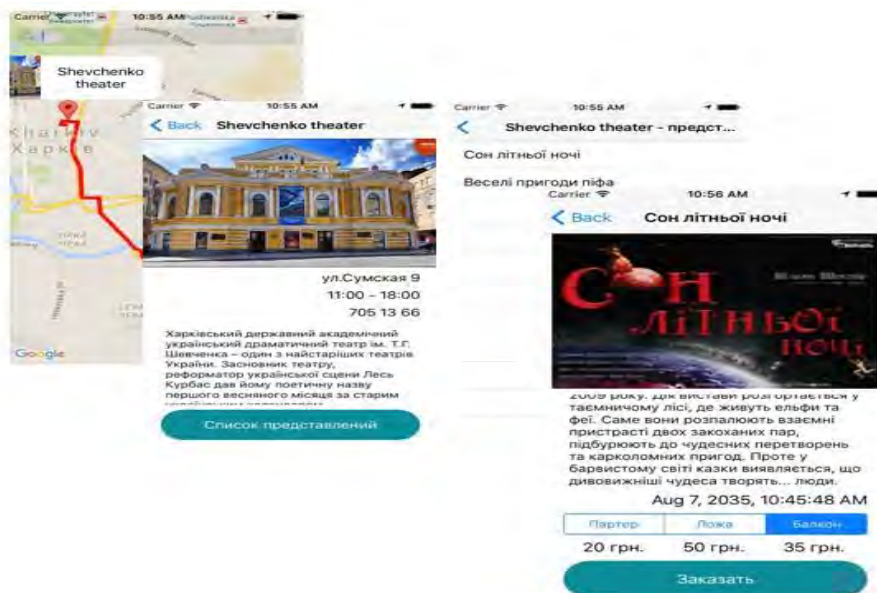 Carrier 10:55 AM
Shevchenko
theater
Харків
Google
Carrier 10:55 AM
Back Shevchenko theater
ул.Сумская 9
11:00 – 18:00
705 13 66
Харківський державний академічний
український драматичний театр ім. Т.Г.
Шевченка – один з найстаріших театрів
України. Засновник театру,
реформатор української сцени Лесь
Курбас дав йому поетичну назву
першого весняного місяця за старим
українським календарем
Список представлений
Carrier 10:55 AM
Shevchenko theater - предст...
Сон літньої ночі
Веселі пригоди піфа
Carrier 10:56 AM
Back Сон літньої ночі
СОН
ЛІТНЬОЇ
НОЧІ
2009 року. Дія вистави розгортається у
таємничому лісі, де живуть ельфи та
феї. Саме вони розпалюють взаємні
пристрасті двох закоханих пар,
підбурюють до чудесних перетворень
та карколомних пригод. Проте у
барвистому світі казки виявляється, що
дивовижніші чудеса творять... люди.
Aug 7, 2035, 10:45:48 AM
Партер Ложа Балкон
20 грн. 50 грн. 35 грн.
Заказать